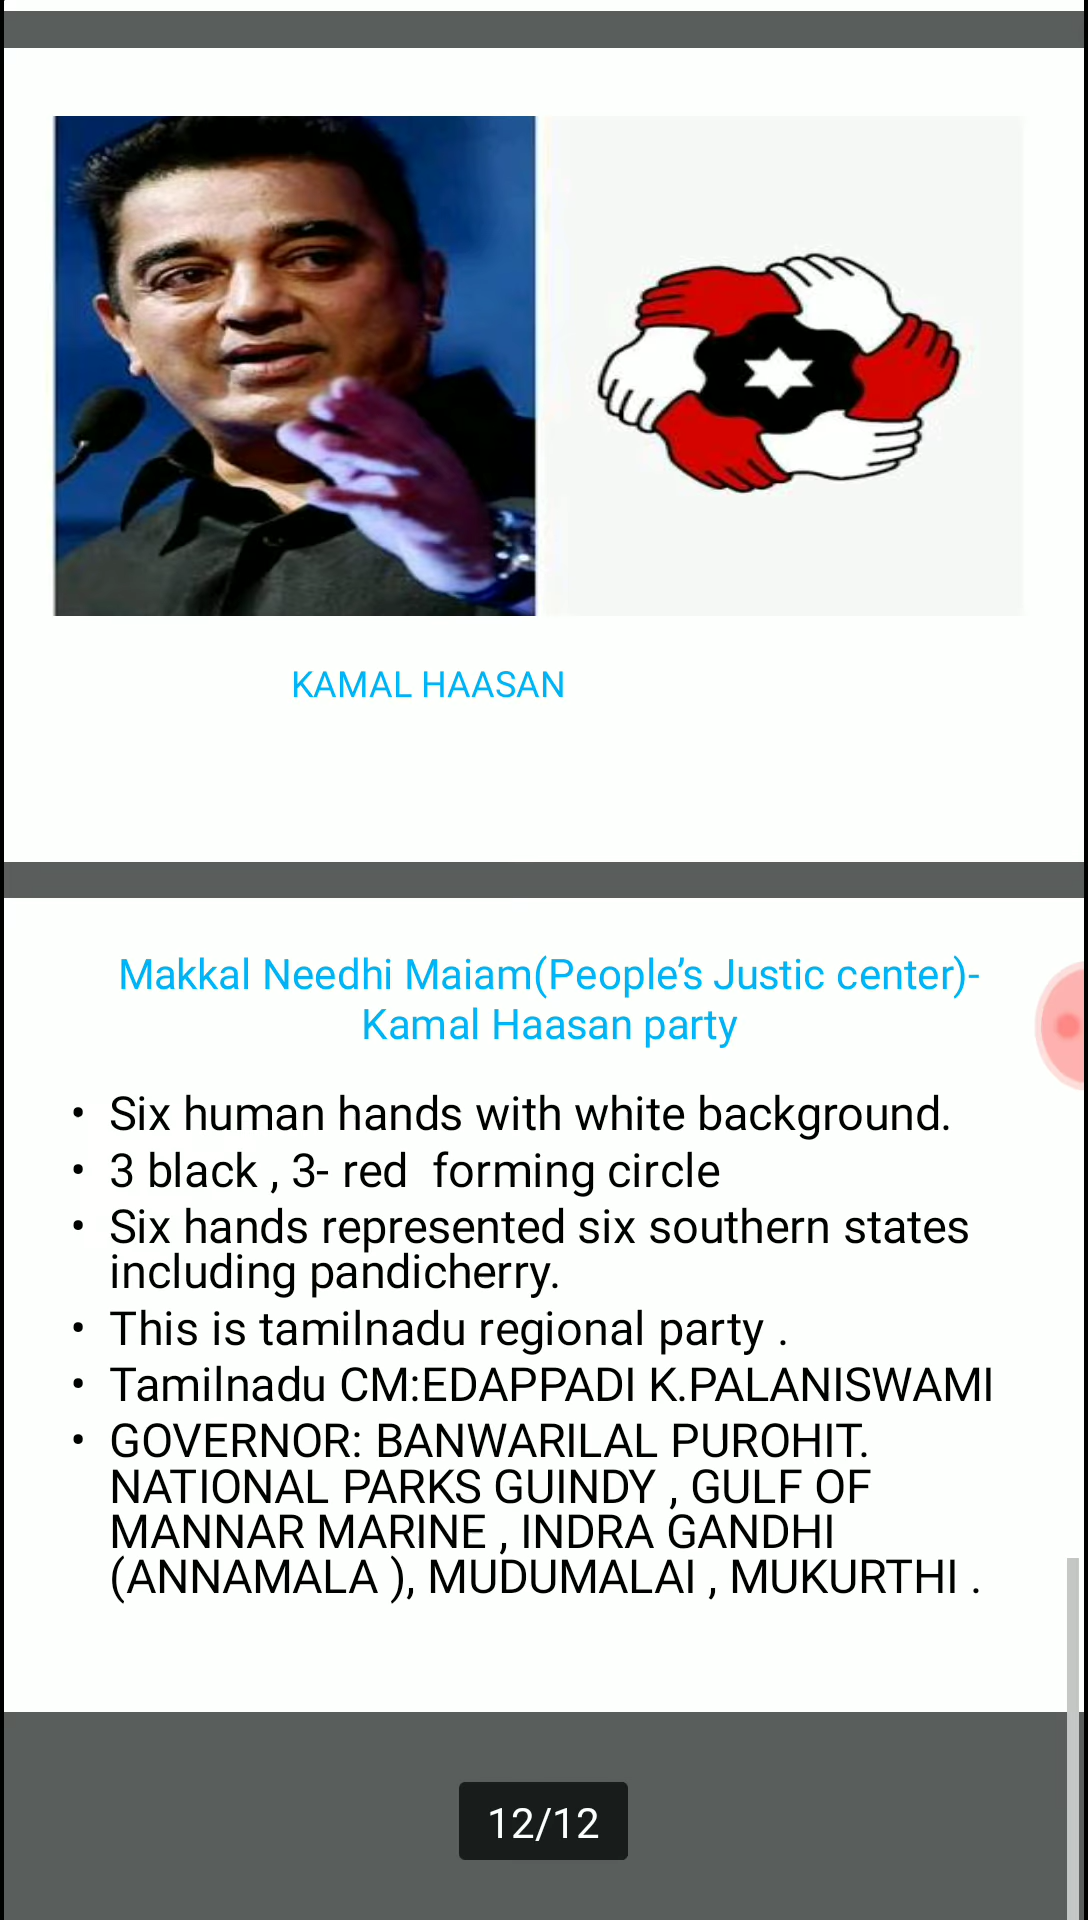 KAMAL HAASAN
Makkal Needhi Maiam(People’s Justic center)-
Kamal Haasan party
• Six human hands with white background.
• 3 black , 3- red  forming circle
• Six hands represented six southern states
including pandicherry.
• This is tamilnadu regional party .
• Tamilnadu CM:EDAPPADI K.PALANISWAMI
• GOVERNOR: BANWARILAL PUROHIT.
NATIONAL PARKS GUINDY , GULF OF
MANNAR MARINE , INDRA GANDHI
(ANNAMALA ), MUDUMALAI , MUKURTHI .
12/12